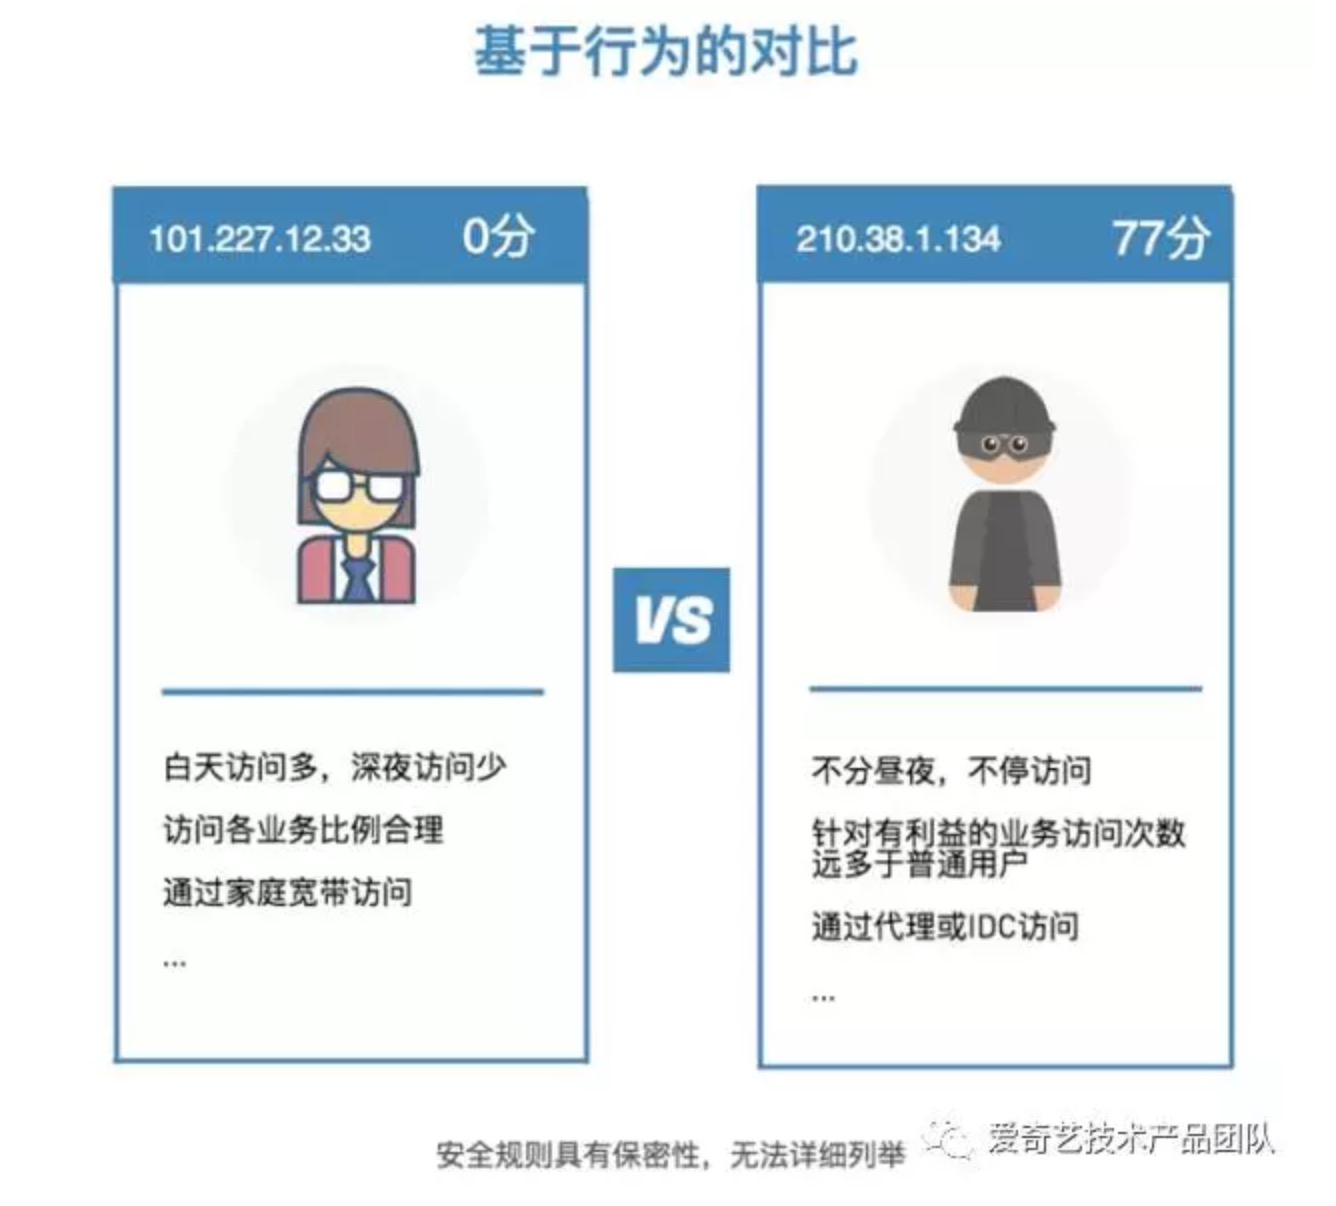 基于行为的对比
101.227.12.33 0分
白天访问多，深夜访问少
访问各业务比例合理
通过家庭宽带访问
...
VS
210.38.1.134 77分
不分昼夜，不停访问
针对有利益的业务访问次数
远多于普通用户
通过代理或IDC访问
...
安全规则具有保密性，无法详细列举
爱奇艺技术产品团队